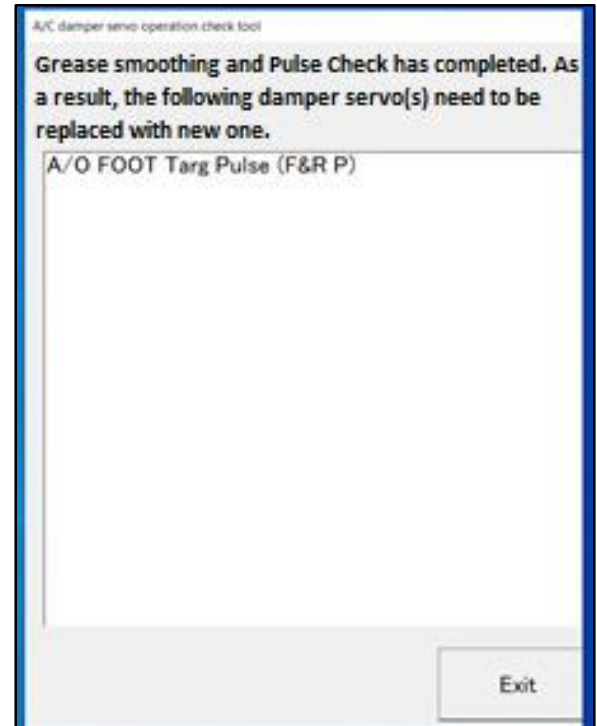 A/C damper servo operation check tool
Grease smoothing and Pulse Check has completed. As
a result, the following damper servo(s) need to be
replaced with new one.
A/O FOOT Targ Pulse (F&R P)
Exit